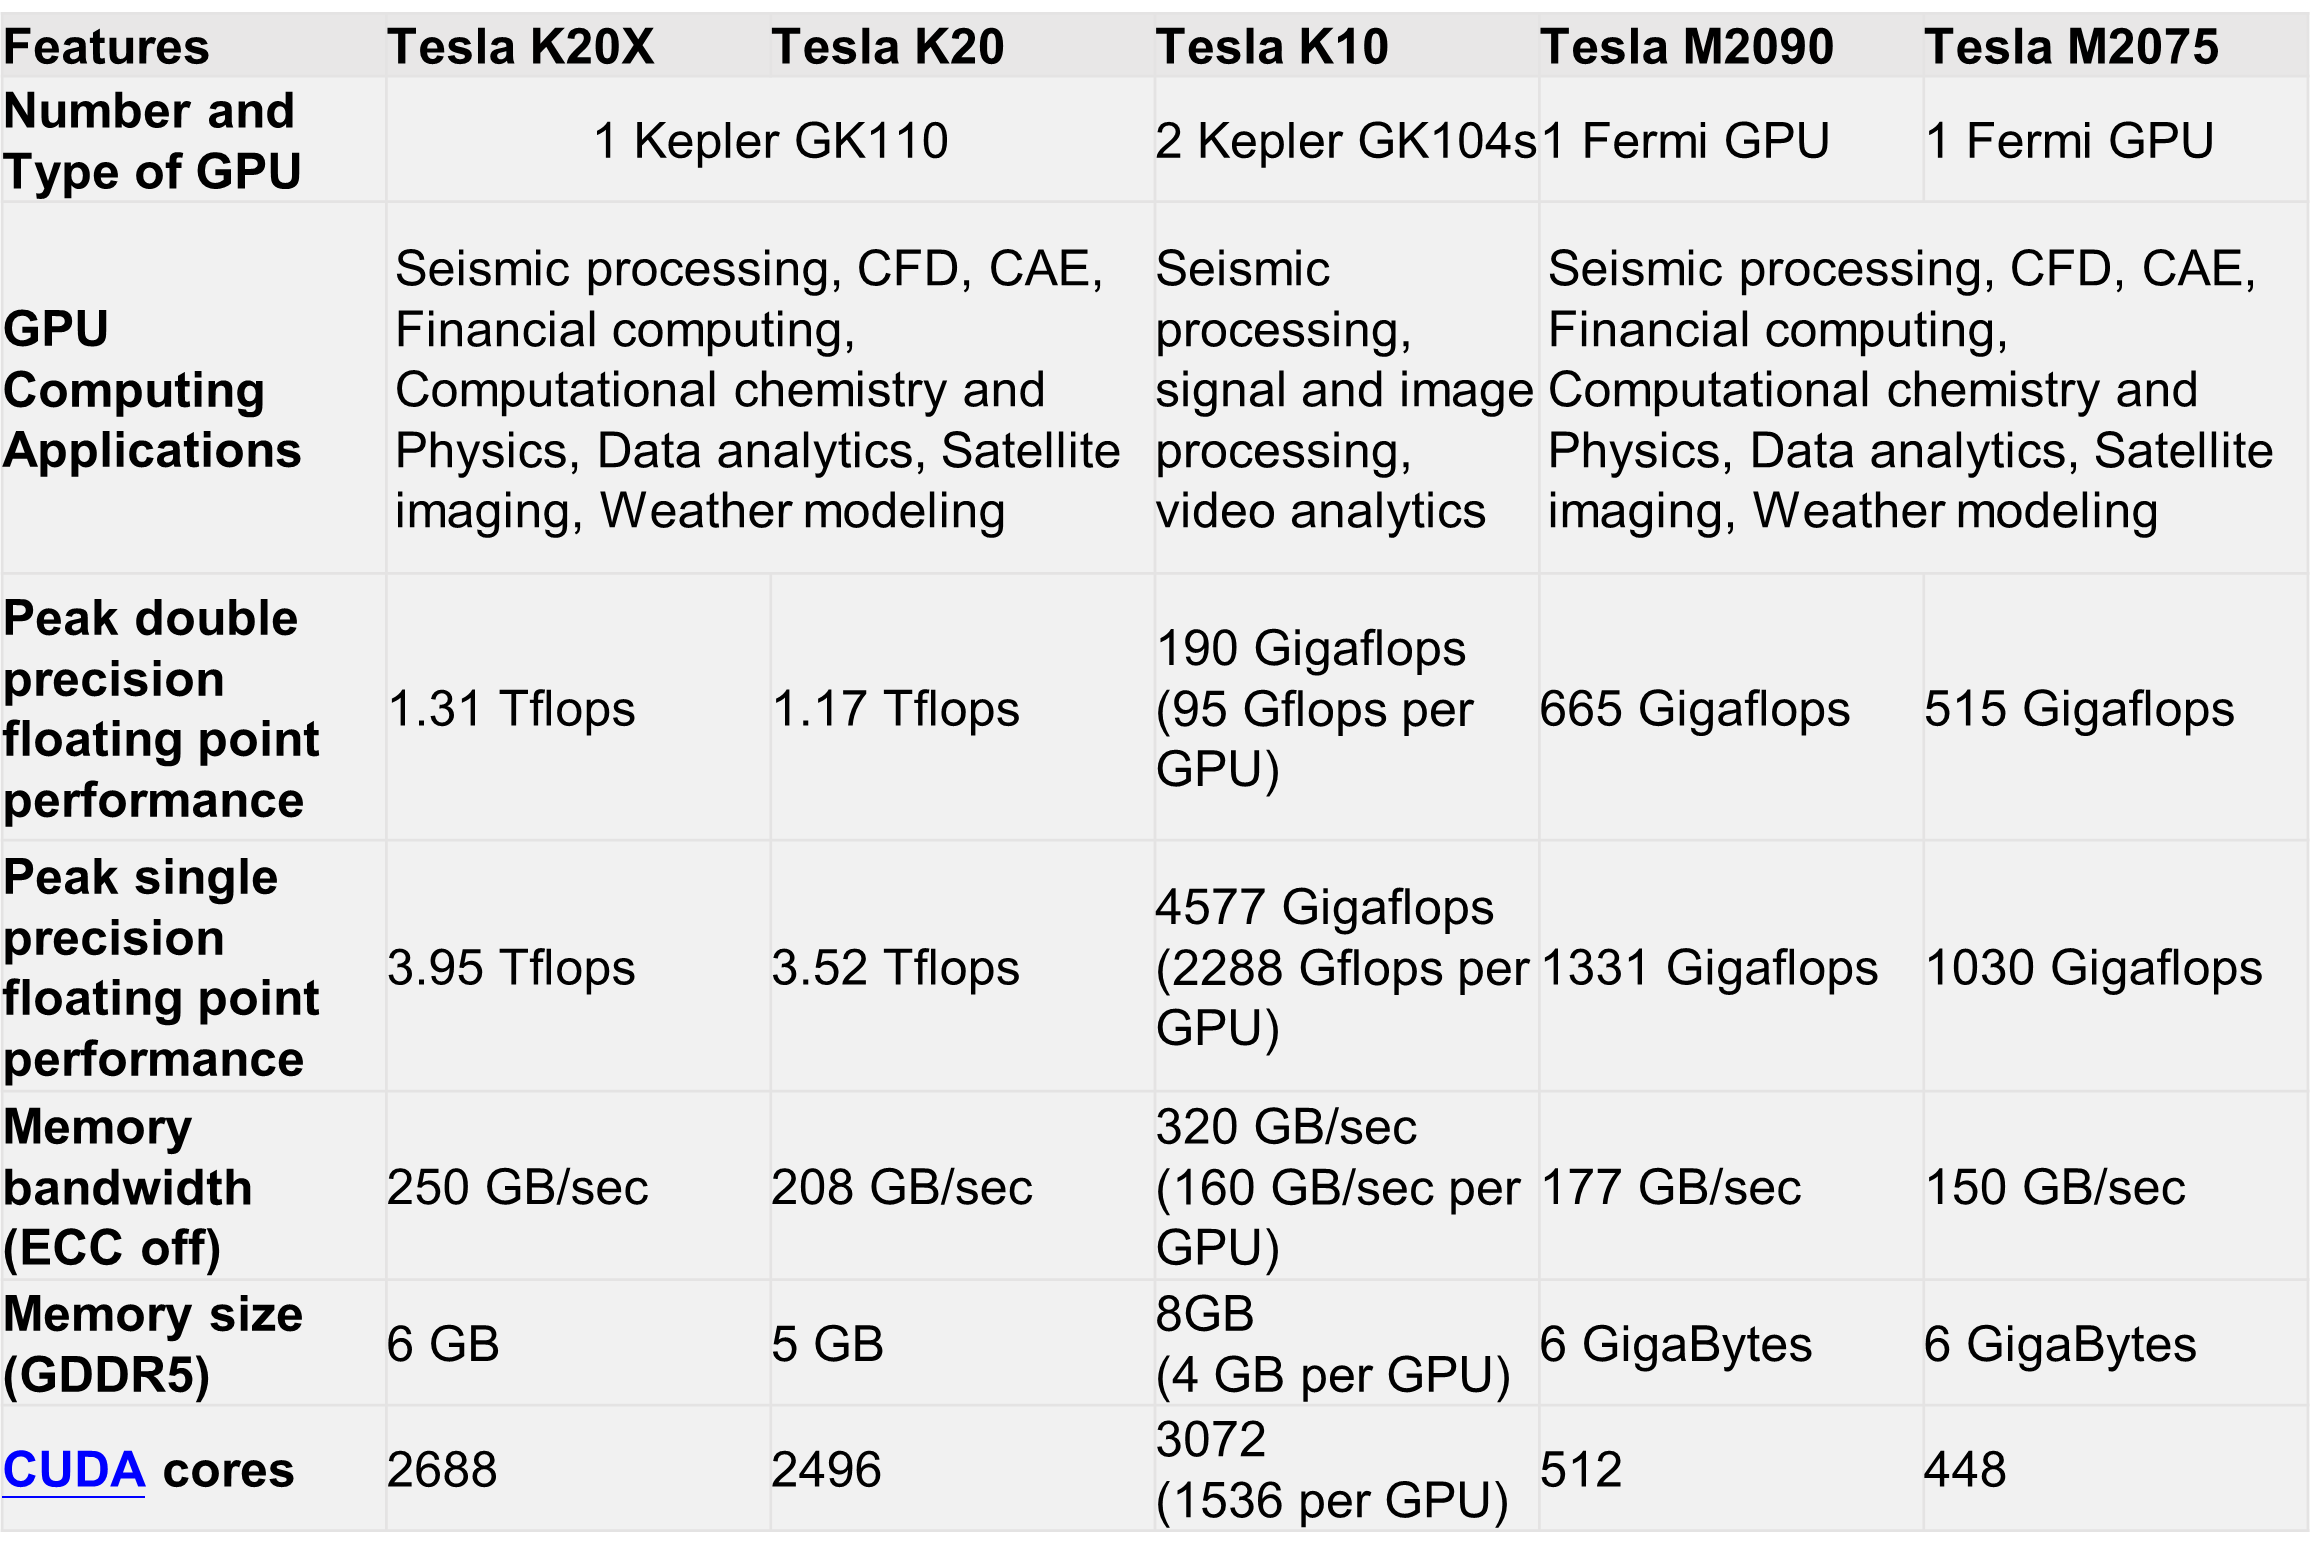 Features Tesla K20X Tesla K20 Tesla K10 Tesla M2090 Tesla M2075
Number and
Type of GPU
1 Kepler GK110
2 Kepler GK104s
1 Fermi GPU
1 Fermi GPU
GPU
Computing
Applications
Seismic processing, CFD, CAE,
Financial computing,
Computational chemistry and
Physics, Data analytics, Satellite
imaging, Weather modeling
Seismic
processing,
signal and image
processing,
video analytics
Seismic processing, CFD, CAE,
Financial computing,
Computational chemistry and
Physics, Data analytics, Satellite
imaging, Weather modeling
Peak double
precision
floating point
performance
1.31 Tflops
1.17 Tflops
190 Gigaflops
(95 Gflops per
GPU)
665 Gigaflops
515 Gigaflops
Peak single
precision
floating point
performance
3.95 Tflops
3.52 Tflops
4577 Gigaflops
(2288 Gflops per
GPU)
1331 Gigaflops
1030 Gigaflops
Memory
bandwidth
(ECC off)
250 GB/sec
208 GB/sec
320 GB/sec
(160 GB/sec per
GPU)
177 GB/sec
150 GB/sec
Memory size
(GDDR5)
6 GB
5 GB
8GB
(4 GB per GPU)
6 GigaBytes
6 GigaBytes
CUDA cores
2688
2496
3072
(1536 per GPU)
512
448